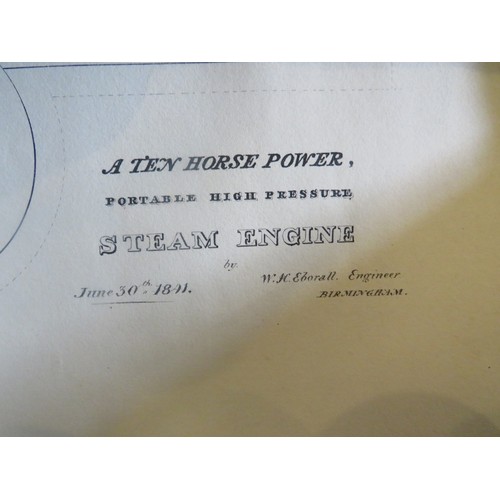 A TEN HORSE POWER,
PORTABLE HIGH PRESSURE
STEAM ENGINE
by
W.H. Eborall. Engineer
June 30th 1841.
BIRMINGHAM.